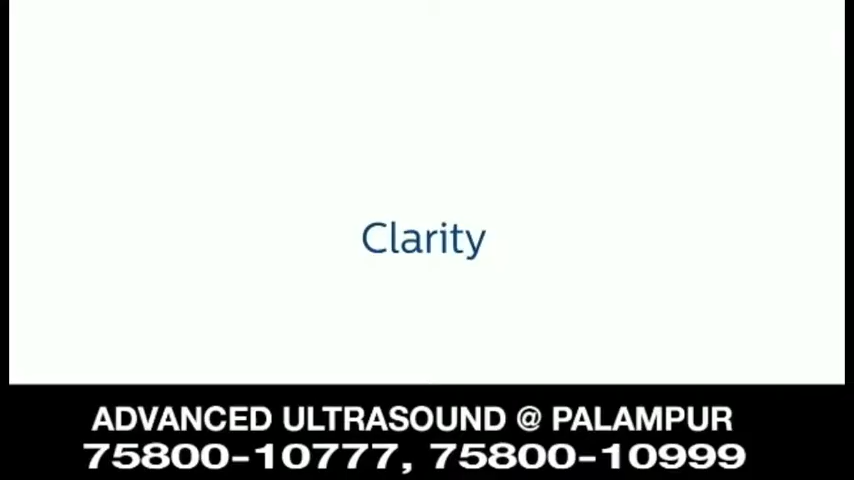 Clarity
ADVANCED ULTRASOUND @ PALAMPUR
75800-10777, 75800-10999